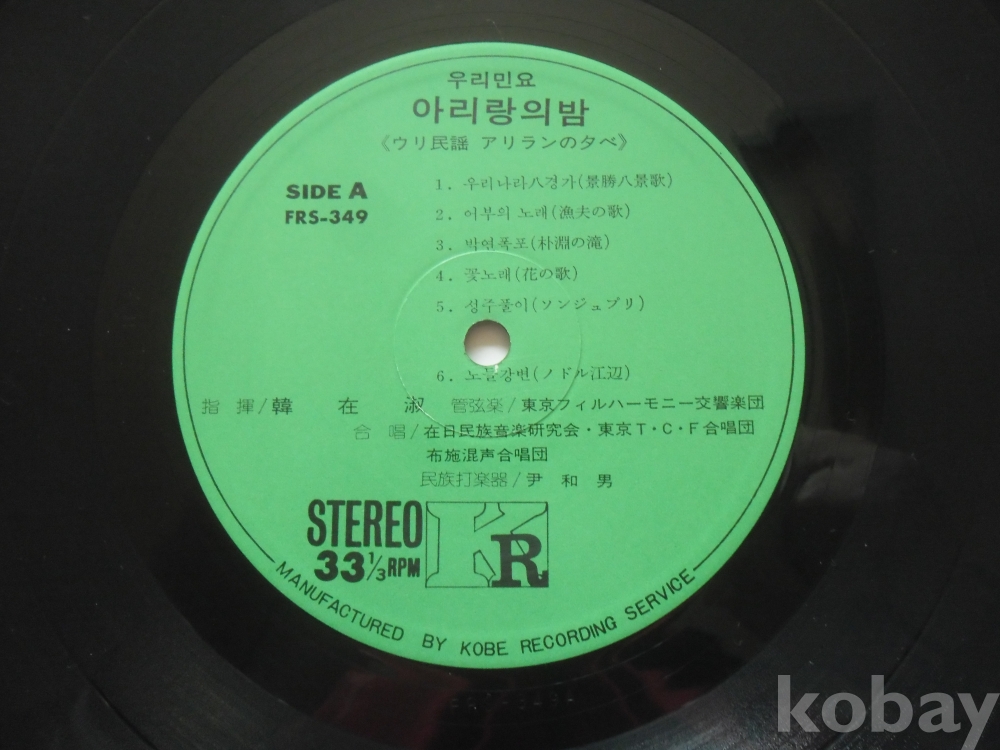 우리민요
아리랑의밤
《ウリ民謡 アリランの夕べ》
SIDE A
FRS-349
1. 우리나라八경가(景勝八景歌)
2. 어부의 노래(漁夫の歌)
3. 박연폭포(朴淵の滝)
4. 꽃노래(花の歌)
5. 성주풀이(ソンジュプリ)
6. 노들강변(ノドル江辺)
指揮/韓在淑 管弦楽/東京フィルハーモニー交響楽団
合唱/在日民族音楽研究会・東京T・C・F合唱団
布施混声合唱団
民族打楽器/尹和男
STEREO
33 1/3 RPM
KR
MANUFACTURED BY KOBE RECORDING SERVICE
kobay